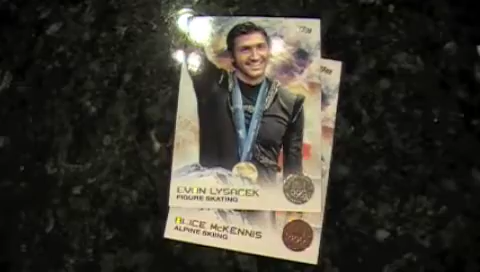 EVAN LYSACEK
FIGURE SKATING
ALICE McKENNIS
ALPINE SKIING